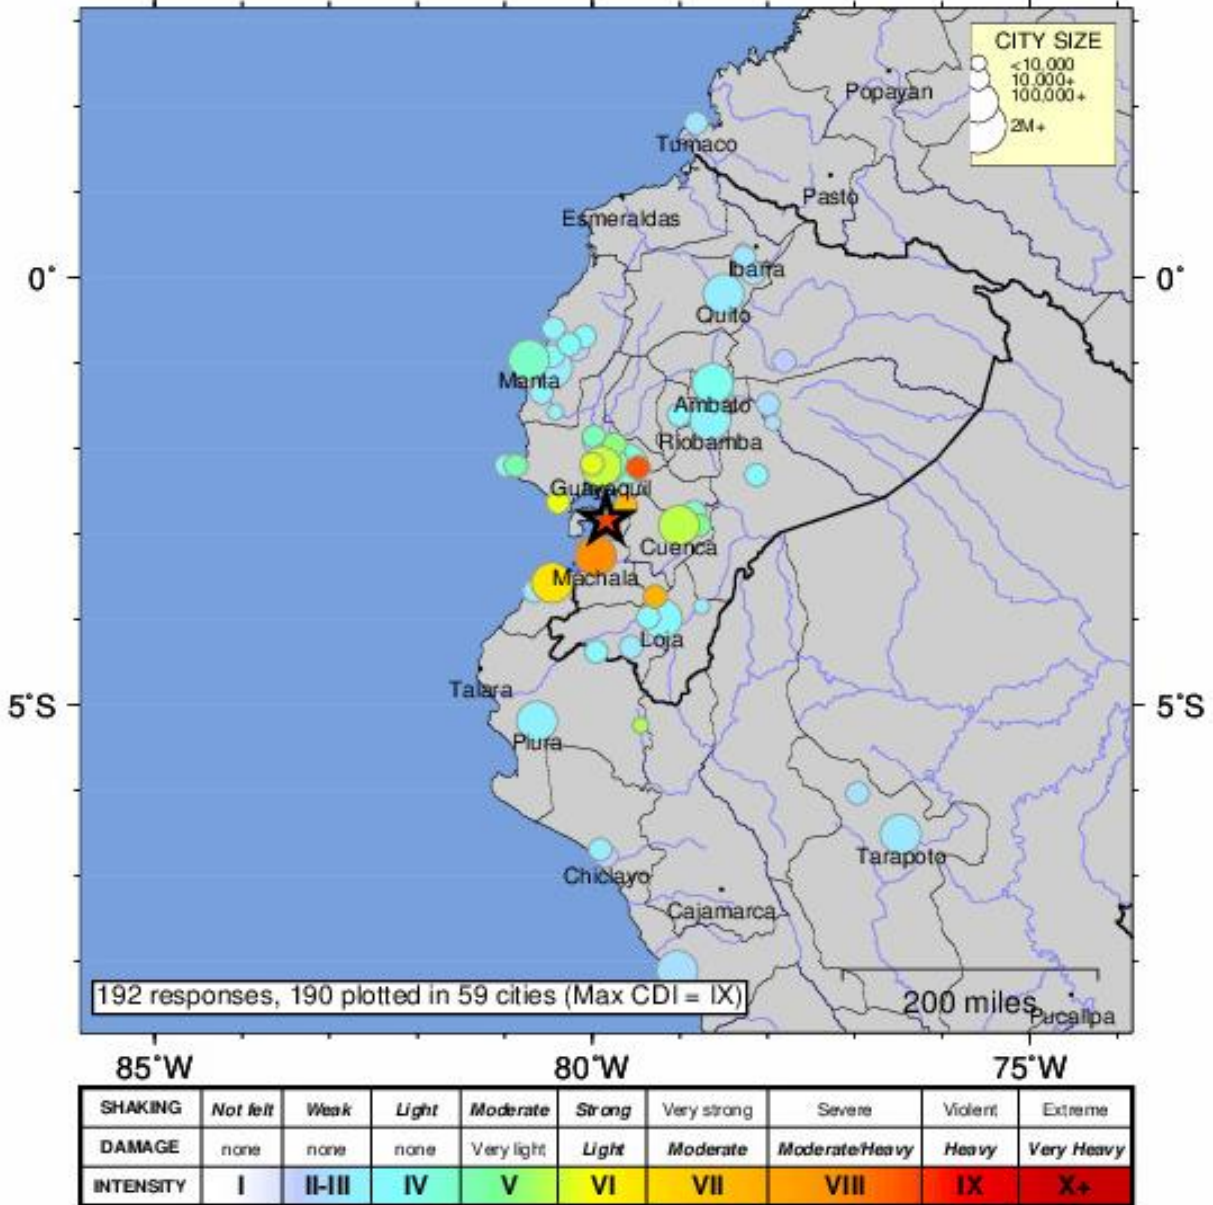 CITY SIZE
<10,000
10,000+
100,000+
2M+
Popayan
Tumaco
Pasto
Esmeraldas
Ibarra
0° 0°
Quito
Manta
Ambato
Riobamba
Guayaquil
Cuenca
Machala
Loja
Talara
5°S 5°S
Piura
Tarapoto
Chiclayo
Cajamarca
192 responses, 190 plotted in 59 cities (Max CDI = IX)
200 miles
Pucallpa
85°W 80°W 75°W
SHAKING Not felt Weak Light Moderate Strong Very strong Severe Violent Extreme
DAMAGE none none none Very light Light Moderate Moderate/Heavy Heavy Very Heavy
INTENSITY I II-III IV V VI VII VIII IX X+